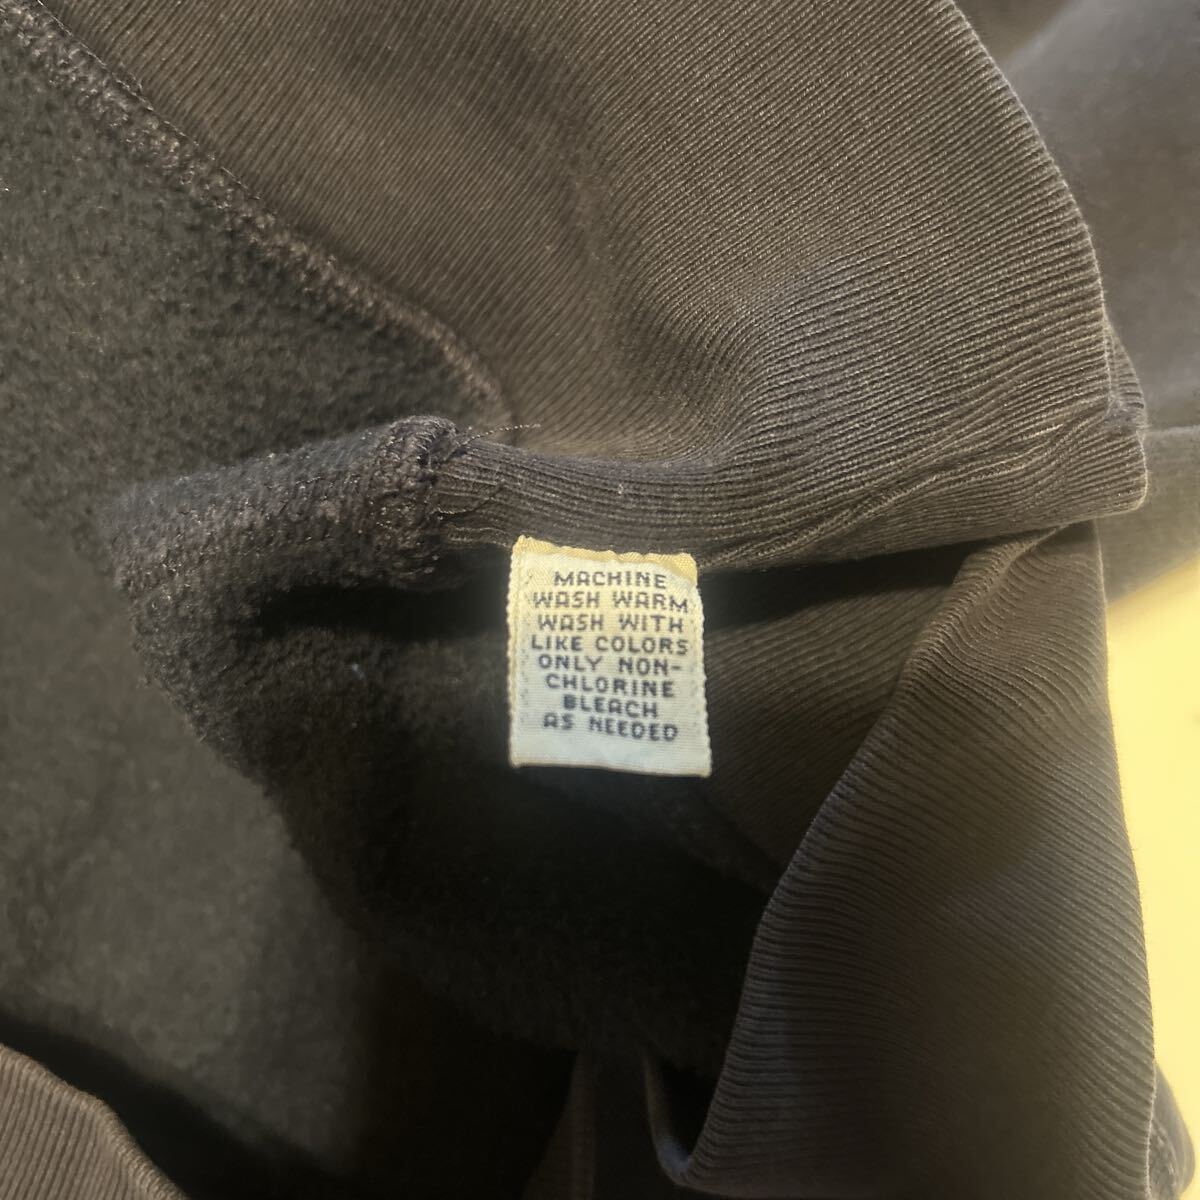 MACHINE
WASH WARM
WASH WITH
LIKE COLORS
ONLY NON-
CHLORINE
BLEACH
AS NEEDED